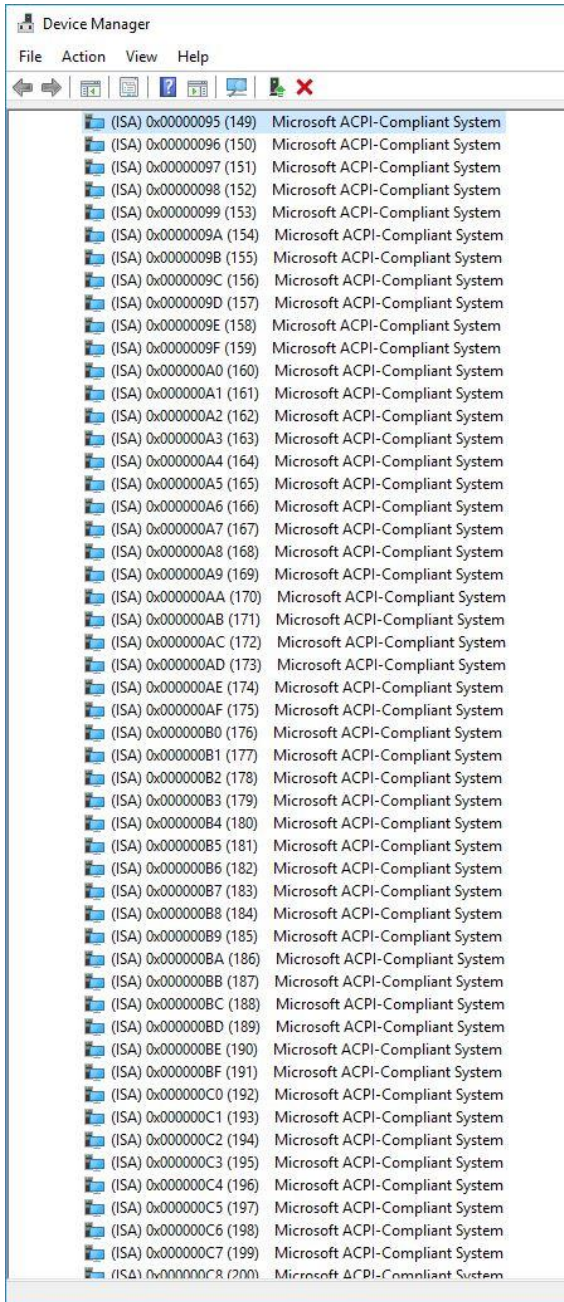 Device Manager
File Action View Help
(ISA) 0x00000095 (149) Microsoft ACPI-Compliant System
(ISA) 0x00000096 (150) Microsoft ACPI-Compliant System
(ISA) 0x00000097 (151) Microsoft ACPI-Compliant System
(ISA) 0x00000098 (152) Microsoft ACPI-Compliant System
(ISA) 0x00000099 (153) Microsoft ACPI-Compliant System
(ISA) 0x0000009A (154) Microsoft ACPI-Compliant System
(ISA) 0x0000009B (155) Microsoft ACPI-Compliant System
(ISA) 0x0000009C (156) Microsoft ACPI-Compliant System
(ISA) 0x0000009D (157) Microsoft ACPI-Compliant System
(ISA) 0x0000009E (158) Microsoft ACPI-Compliant System
(ISA) 0x0000009F (159) Microsoft ACPI-Compliant System
(ISA) 0x000000A0 (160) Microsoft ACPI-Compliant System
(ISA) 0x000000A1 (161) Microsoft ACPI-Compliant System
(ISA) 0x000000A2 (162) Microsoft ACPI-Compliant System
(ISA) 0x000000A3 (163) Microsoft ACPI-Compliant System
(ISA) 0x000000A4 (164) Microsoft ACPI-Compliant System
(ISA) 0x000000A5 (165) Microsoft ACPI-Compliant System
(ISA) 0x000000A6 (166) Microsoft ACPI-Compliant System
(ISA) 0x000000A7 (167) Microsoft ACPI-Compliant System
(ISA) 0x000000A8 (168) Microsoft ACPI-Compliant System
(ISA) 0x000000A9 (169) Microsoft ACPI-Compliant System
(ISA) 0x000000AA (170) Microsoft ACPI-Compliant System
(ISA) 0x000000AB (171) Microsoft ACPI-Compliant System
(ISA) 0x000000AC (172) Microsoft ACPI-Compliant System
(ISA) 0x000000AD (173) Microsoft ACPI-Compliant System
(ISA) 0x000000AE (174) Microsoft ACPI-Compliant System
(ISA) 0x000000AF (175) Microsoft ACPI-Compliant System
(ISA) 0x000000B0 (176) Microsoft ACPI-Compliant System
(ISA) 0x000000B1 (177) Microsoft ACPI-Compliant System
(ISA) 0x000000B2 (178) Microsoft ACPI-Compliant System
(ISA) 0x000000B3 (179) Microsoft ACPI-Compliant System
(ISA) 0x000000B4 (180) Microsoft ACPI-Compliant System
(ISA) 0x000000B5 (181) Microsoft ACPI-Compliant System
(ISA) 0x000000B6 (182) Microsoft ACPI-Compliant System
(ISA) 0x000000B7 (183) Microsoft ACPI-Compliant System
(ISA) 0x000000B8 (184) Microsoft ACPI-Compliant System
(ISA) 0x000000B9 (185) Microsoft ACPI-Compliant System
(ISA) 0x000000BA (186) Microsoft ACPI-Compliant System
(ISA) 0x000000BB (187) Microsoft ACPI-Compliant System
(ISA) 0x000000BC (188) Microsoft ACPI-Compliant System
(ISA) 0x000000BD (189) Microsoft ACPI-Compliant System
(ISA) 0x000000BE (190) Microsoft ACPI-Compliant System
(ISA) 0x000000BF (191) Microsoft ACPI-Compliant System
(ISA) 0x000000C0 (192) Microsoft ACPI-Compliant System
(ISA) 0x000000C1 (193) Microsoft ACPI-Compliant System
(ISA) 0x000000C2 (194) Microsoft ACPI-Compliant System
(ISA) 0x000000C3 (195) Microsoft ACPI-Compliant System
(ISA) 0x000000C4 (196) Microsoft ACPI-Compliant System
(ISA) 0x000000C5 (197) Microsoft ACPI-Compliant System
(ISA) 0x000000C6 (198) Microsoft ACPI-Compliant System
(ISA) 0x000000C7 (199) Microsoft ACPI-Compliant System
(ISA) 0x000000C8 (200) Microsoft ACPI-Compliant System